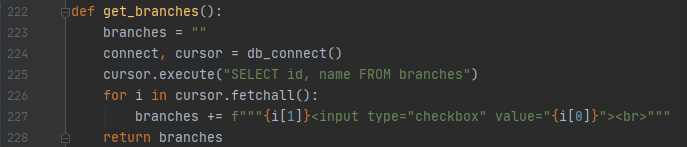 222 def get_branches():
223     branches = ""
224     connect, cursor = db_connect()
225     cursor.execute("SELECT id, name FROM branches")
226     for i in cursor.fetchall():
227         branches += f"""{i[1]}<input type="checkbox" value="{i[0]}"><br>"""
228     return branches